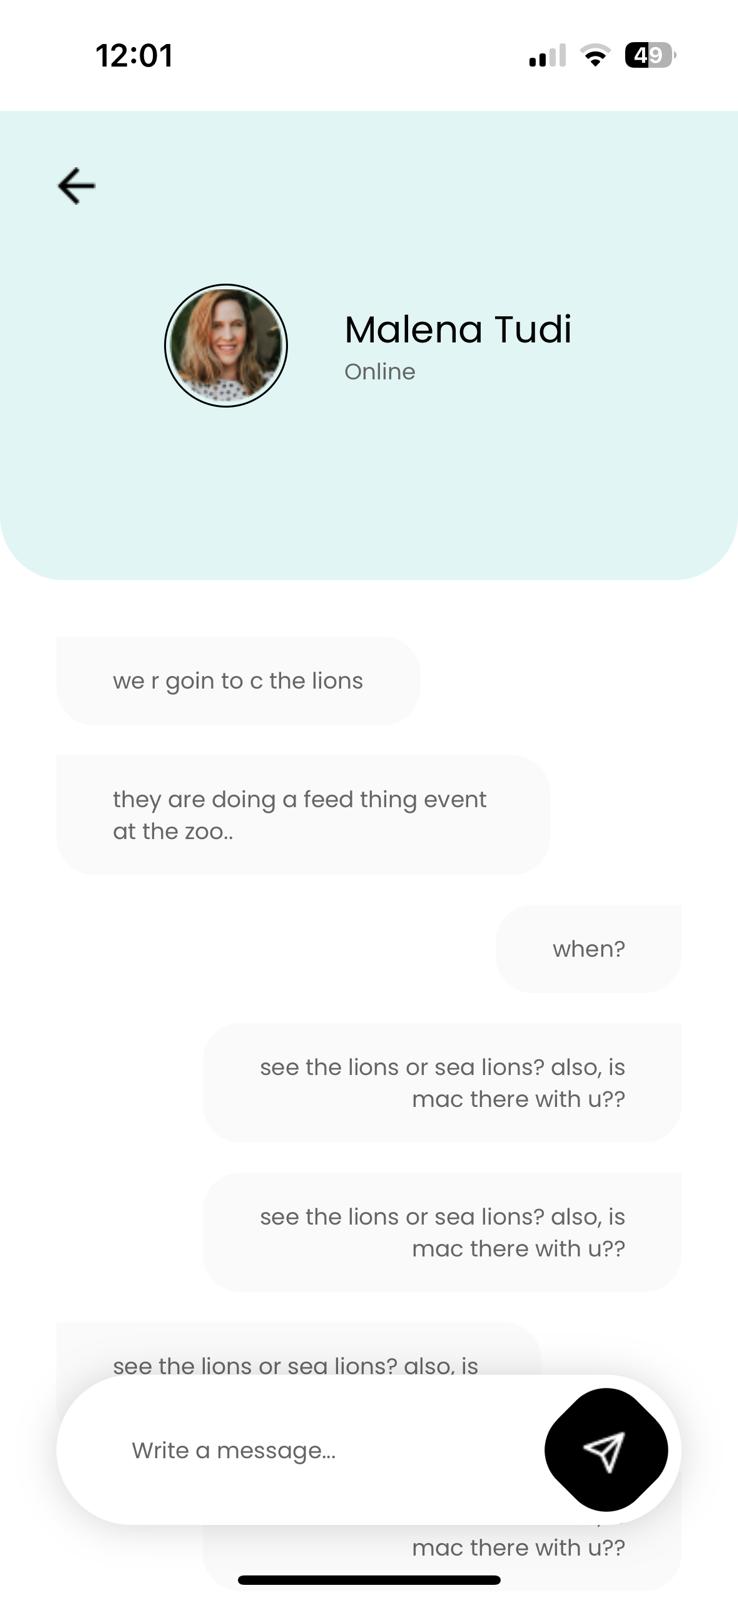 12:01
49
Malena Tudi
Online
we r goin to c the lions
they are doing a feed thing event
at the zoo..
when?
see the lions or sea lions? also, is
mac there with u??
see the lions or sea lions? also, is
mac there with u??
see the lions or sea lions? also, is
Write a message...
mac there with u??